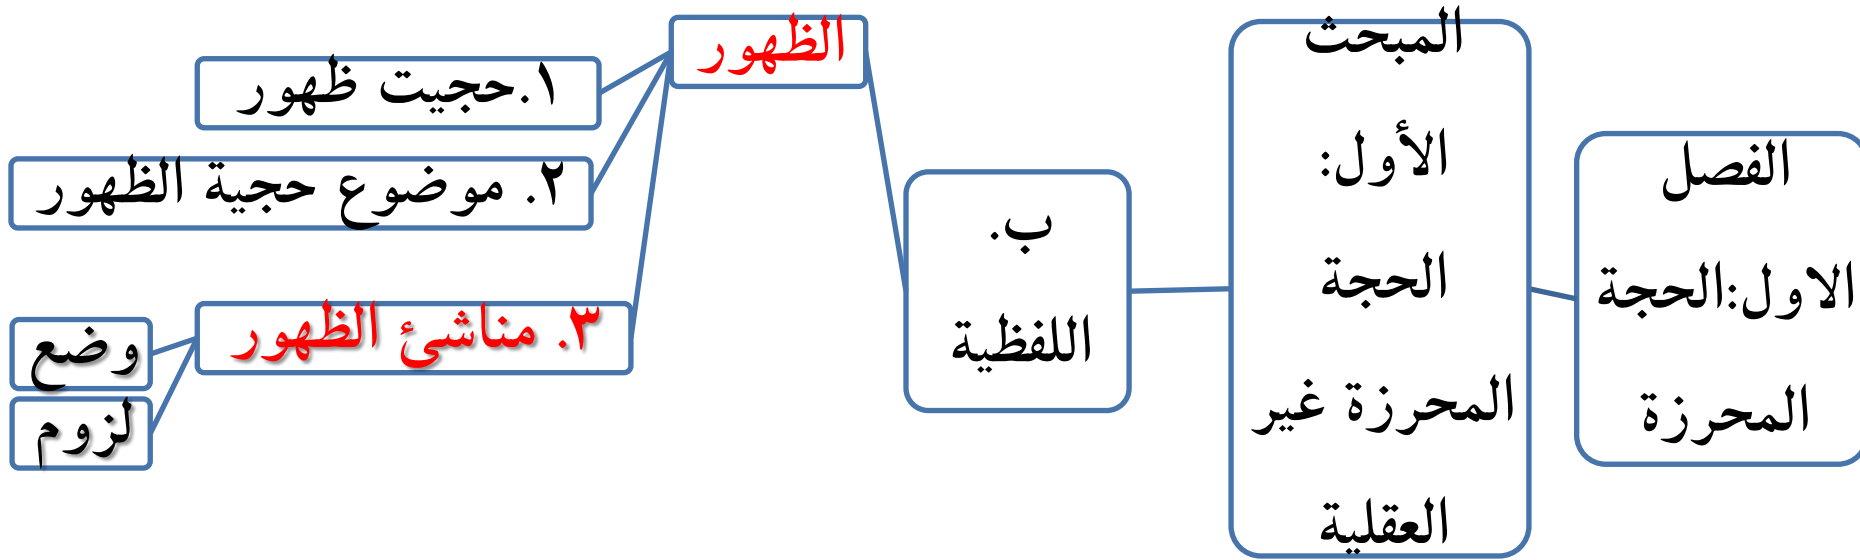 الفصل
الاول:الحجة
المحرزة
المبحث
الأول:
الحجة
المحرزة غير
العقلية
ب.
اللفظية
الظهور
١.حجيت ظهور
٢. موضوع حجية الظهور
٣. مناشئ الظهور
وضع
لزوم